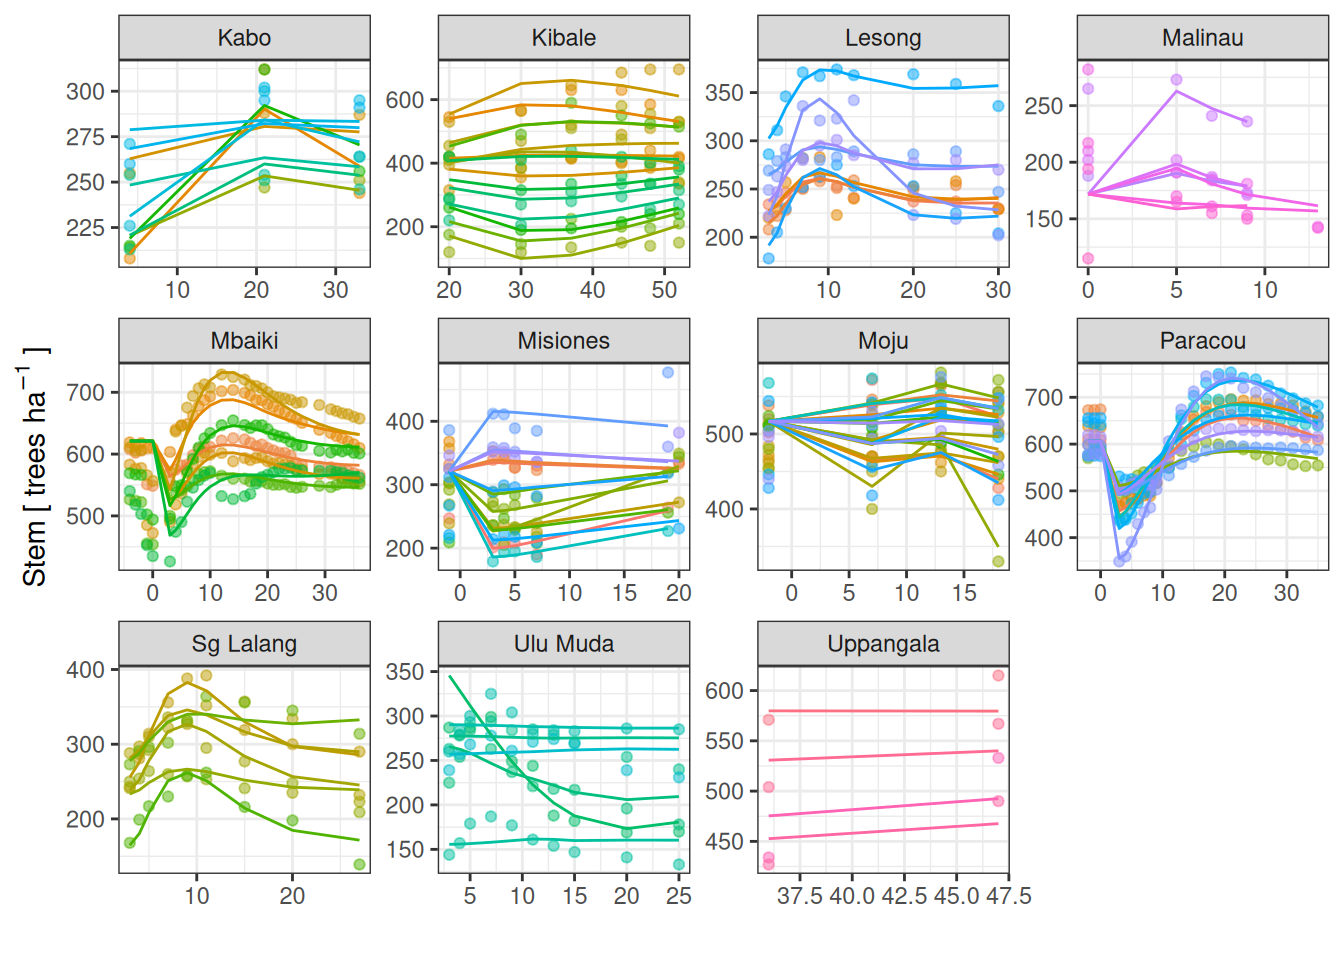 Kabo Kibale Lesong Malinau
300 275 250 225
600 400 200
350 300 250 200
250 200 150
10 20 30
20 30 40 50
10 20 30
0 5 10
Stem [ trees ha⁻¹ ]
Mbaiki Misiones Moju Paracou
700 600 500
400 300 200
500 400
700 600 500 400
0 10 20 30
0 5 10 15 20
0 5 10 15
0 10 20 30
Sg Lalang Ulu Muda Uppangala
400 300 200
350 300 250 200 150
600 550 500 450
10 20
5 10 15 20 25
37.5 40.0 42.5 45.0 47.5